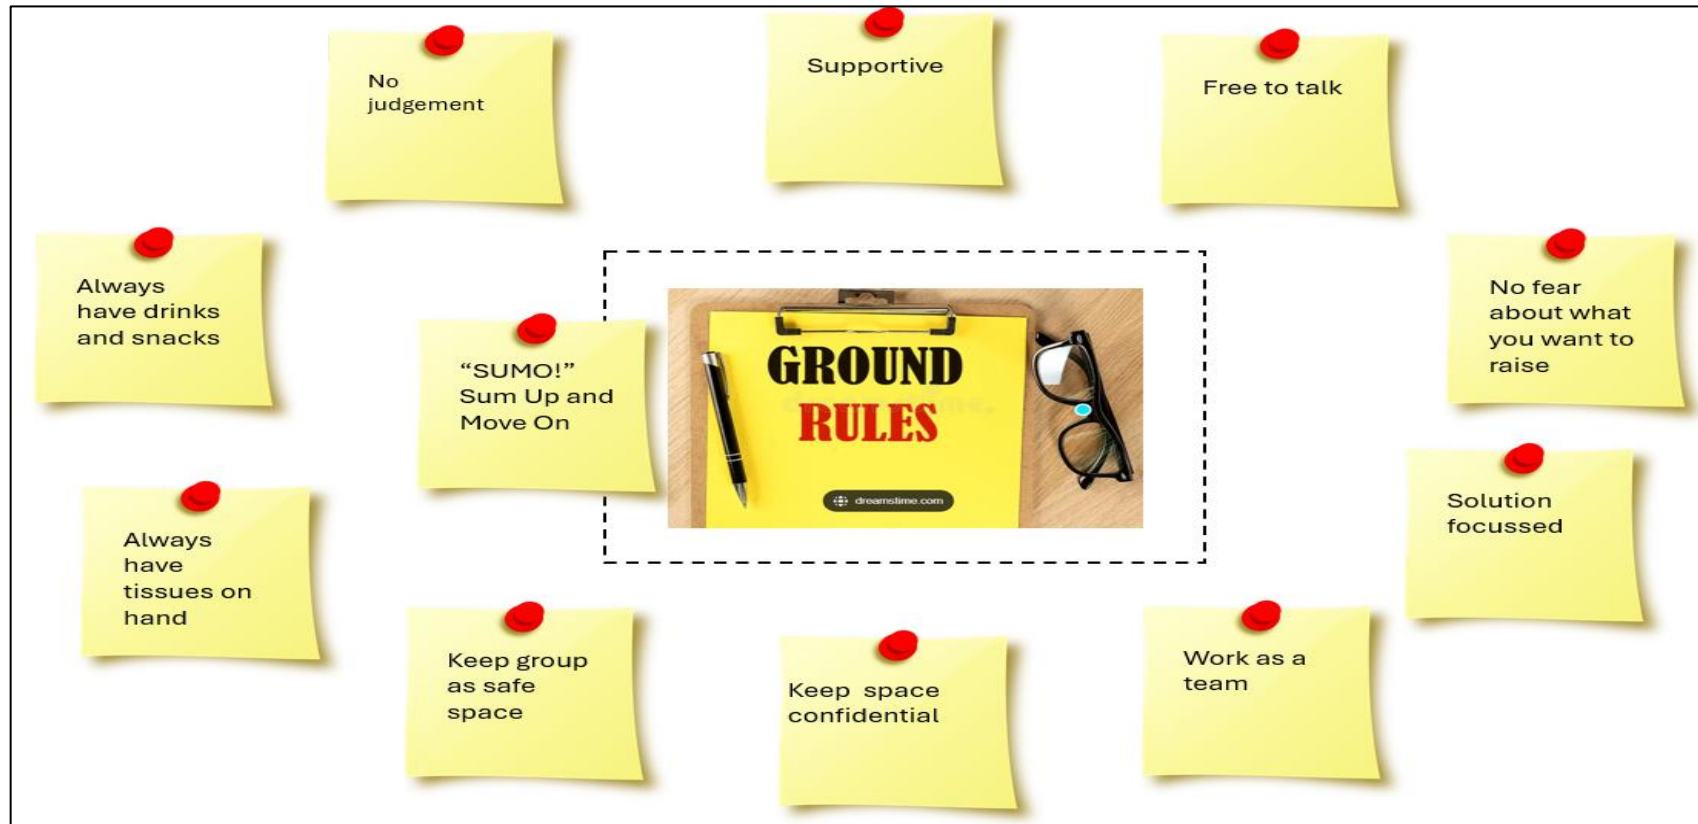 No
judgement
Supportive
Free to talk
Always
have drinks
and snacks
“SUMO!”
Sum Up and
Move On
GROUND
RULES
dreamstime.com
No fear
about what
you want to
raise
Solution
focussed
Always
have
tissues on
hand
Keep group
as safe
space
Keep space
confidential
Work as a
team